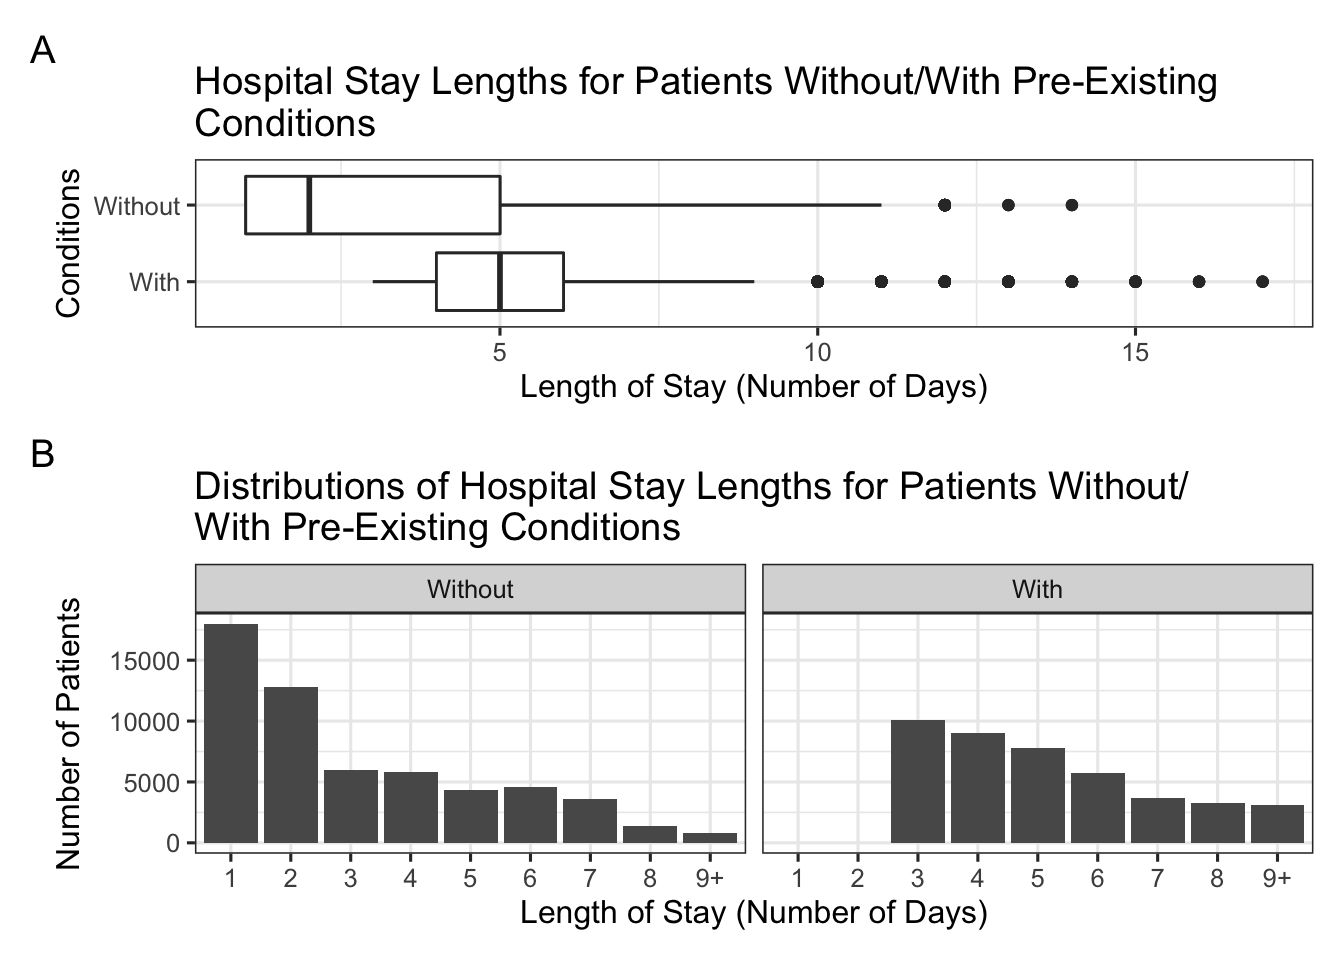 A
Hospital Stay Lengths for Patients Without/With Pre-Existing
Conditions
Conditions
Without
With
5 10 15
Length of Stay (Number of Days)
B
Distributions of Hospital Stay Lengths for Patients Without/
With Pre-Existing Conditions
Without With
Number of Patients
15000
10000
5000
0
1 2 3 4 5 6 7 8 9+ 1 2 3 4 5 6 7 8 9+
Length of Stay (Number of Days)